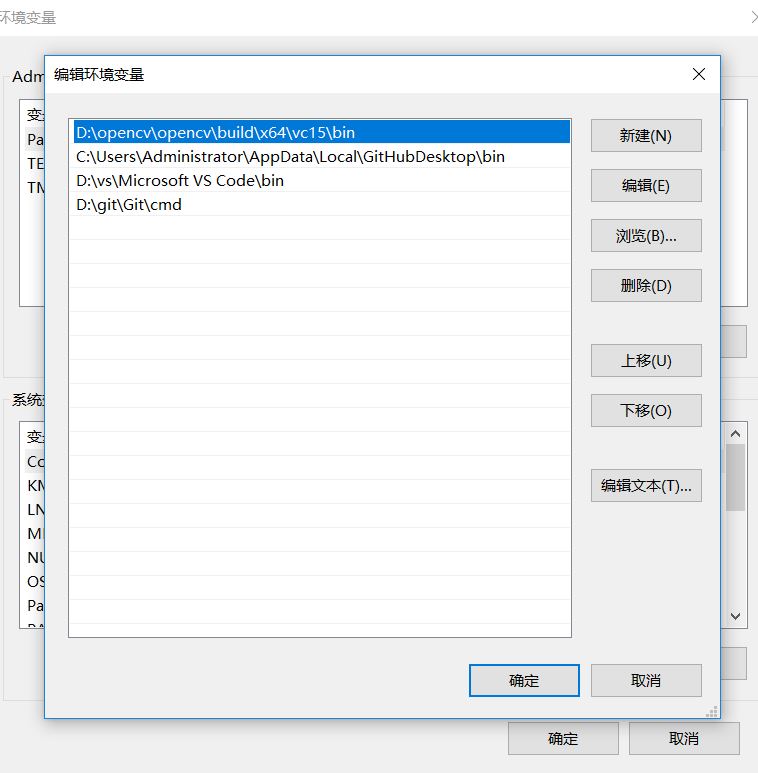 环境变量
编辑环境变量
D:\opencv\opencv\build\x64\vc15\bin
C:\Users\Administrator\AppData\Local\GitHubDesktop\bin
D:\vs\Microsoft VS Code\bin
D:\git\Git\cmd
新建(N)
编辑(E)
浏览(B)...
删除(D)
上移(U)
下移(O)
编辑文本(T)...
确定
取消
Adm
变
Pa
TE
TM
系统
变
Co
KM
LN
NU
OS
Pa
确定
取消